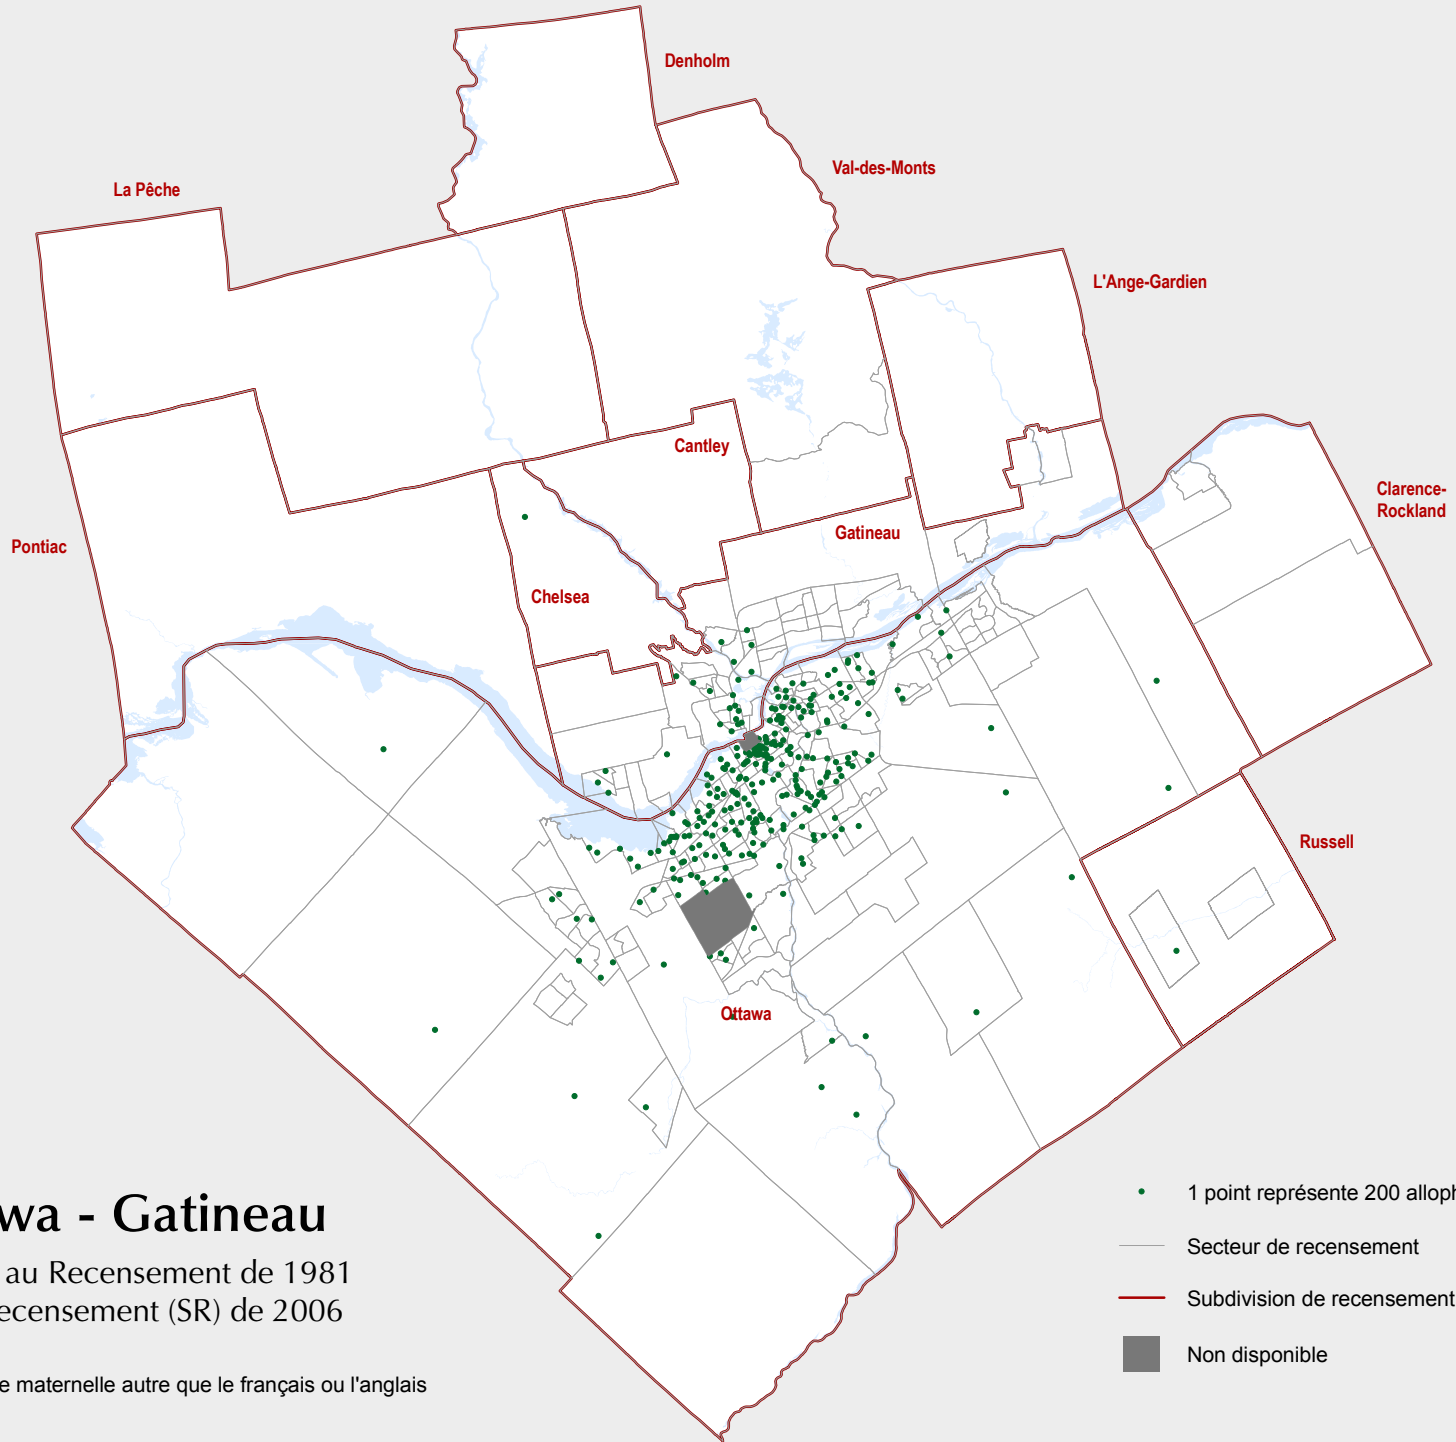 Denholm
Val-des-Monts
La Pêche
L'Ange-Gardien
Cantley
Clarence-
Rockland
Gatineau
Pontiac
Chelsea
Russell
Ottawa
wa - Gatineau
au Recensement de 1981
ecensement (SR) de 2006
e maternelle autre que le français ou l'anglais
1 point représente 200 alloph
Secteur de recensement
Subdivision de recensement
Non disponible